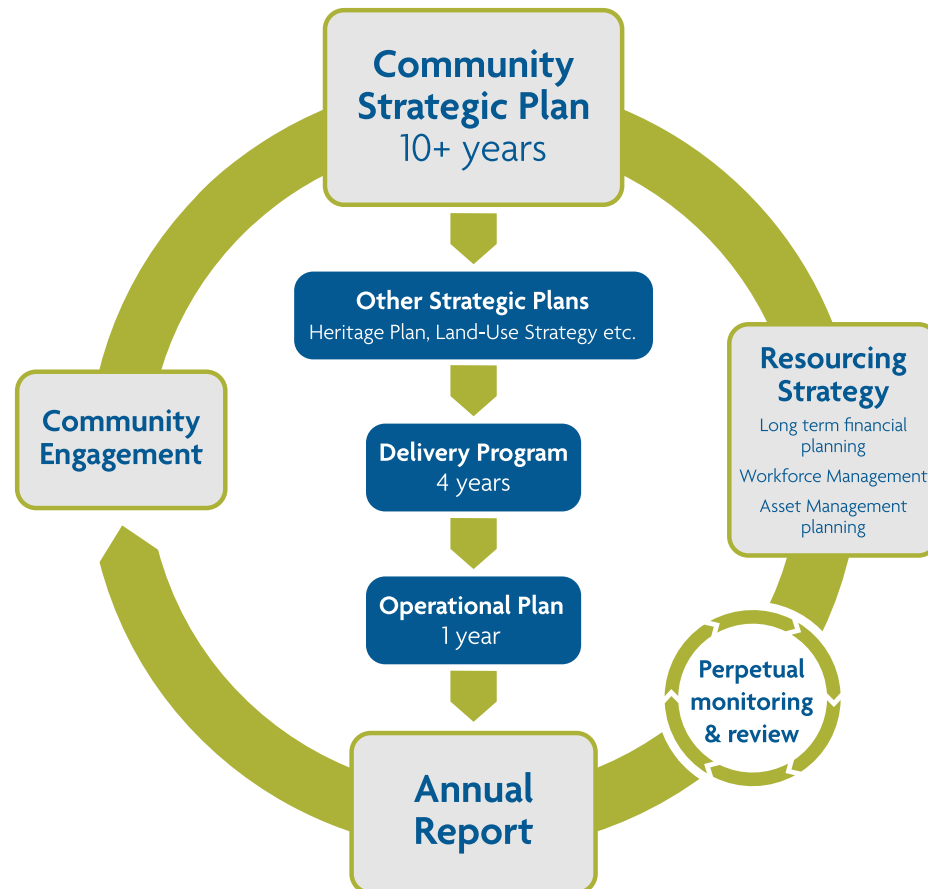 Community
Strategic Plan
10+ years
Other Strategic Plans
Heritage Plan, Land-Use Strategy etc.
Resourcing
Strategy
Long term financial
planning
Workforce Management
Asset Management
planning
Community
Engagement
Delivery Program
4 years
Operational Plan
1 year
Perpetual
monitoring
& review
Annual
Report